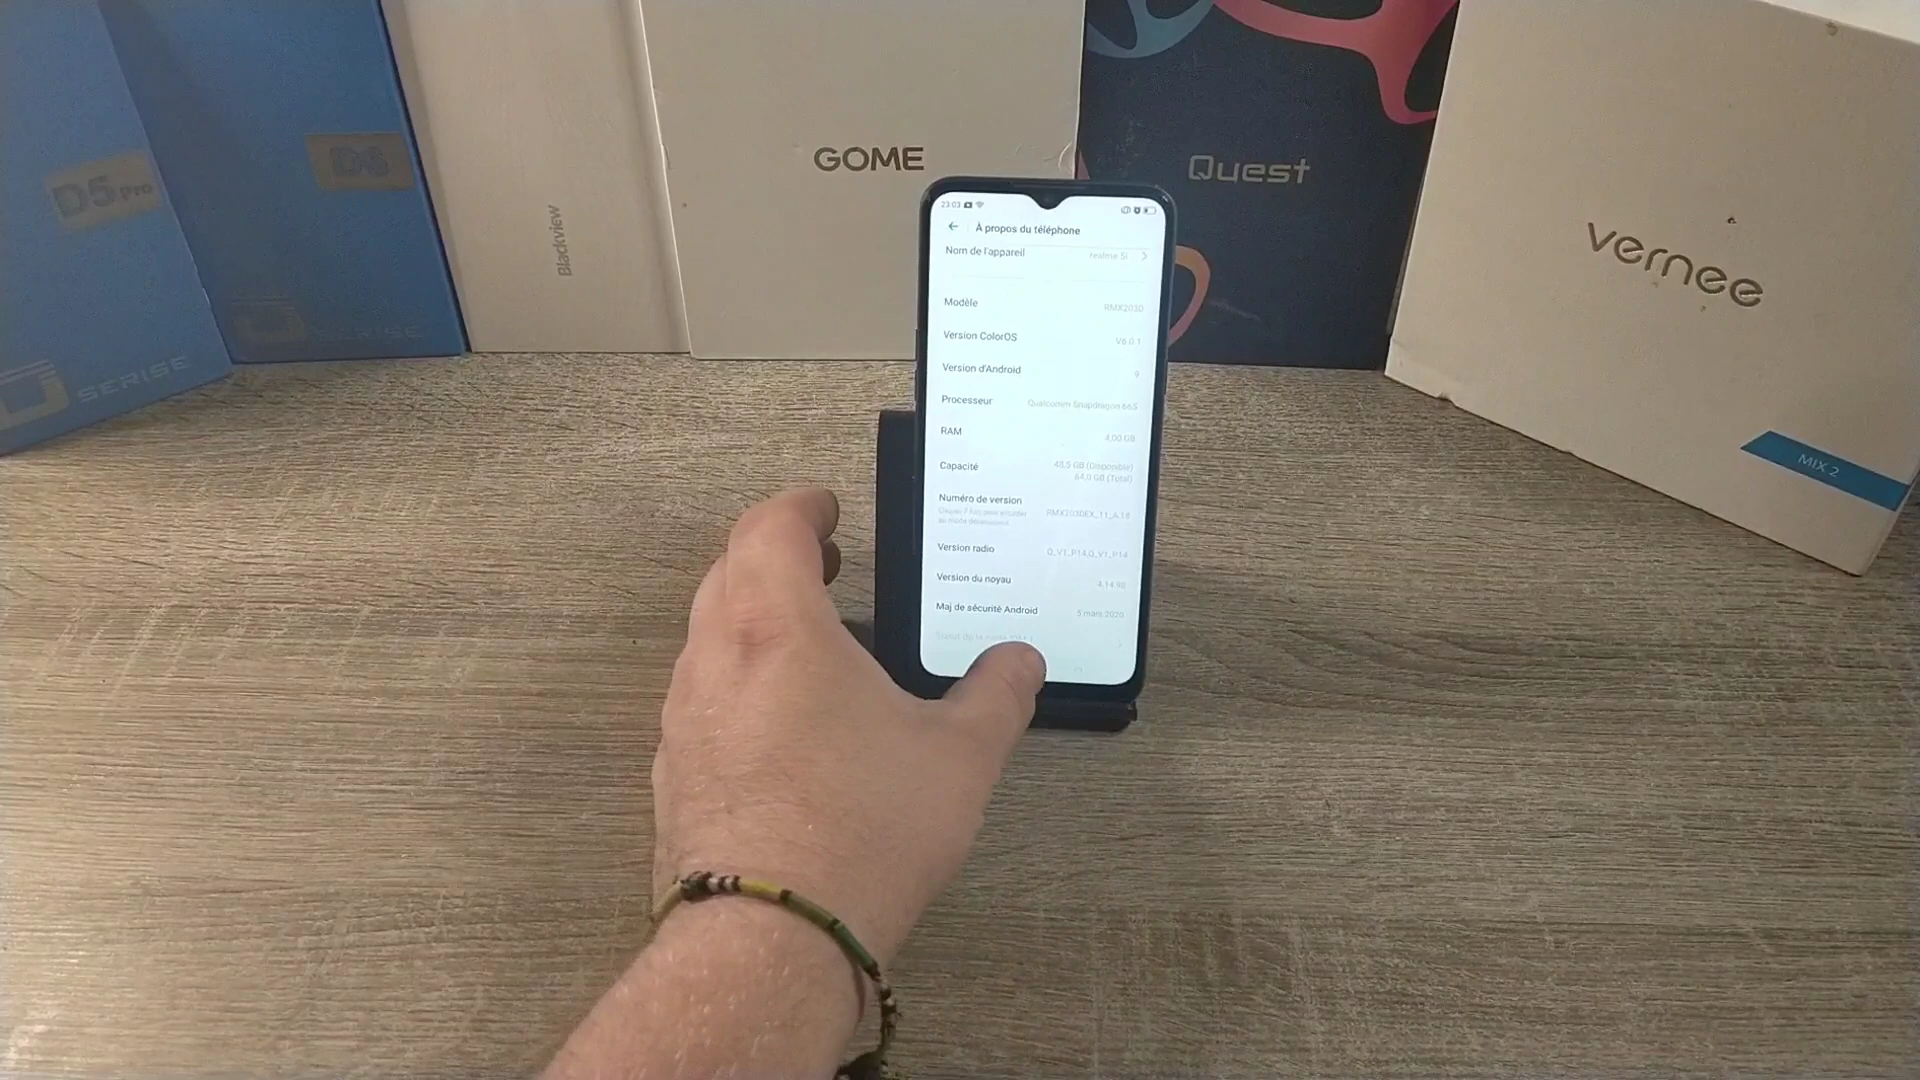 D5 Pro
D6
SERISE
SERISE
Blackview
GOME
Quest
vernee
MIX 2
23:03
À propos du téléphone
Nom de l'appareil realme 5i
Modèle RMX2030
Version ColorOS V6.0.1
Version d'Android 9
Processeur Qualcomm Snapdragon 665
RAM 4,00 GB
Capacité 48,5 GB (Disponible)
64,0 GB (Total)
Numéro de version RMX2030EX_11_A.18
Version radio Q_V1_P14,Q_V1_P14
Version du noyau 4.14.98
Maj de sécurité Android 5 mars 2020